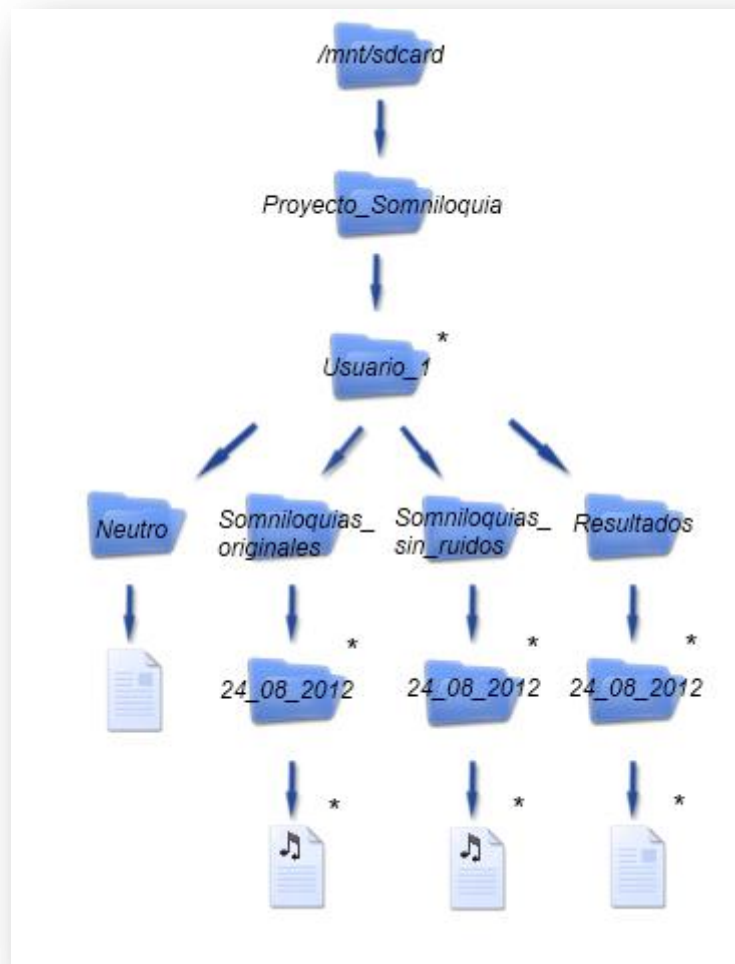 /mnt/sdcard
Proyecto_Somniloquia
*
Usuario_1
Neutro
Somniloquias_
originales
Somniloquias_
sin_ruidos
Resultados
*
*
*
24_08_2012
24_08_2012
24_08_2012
*
*
*